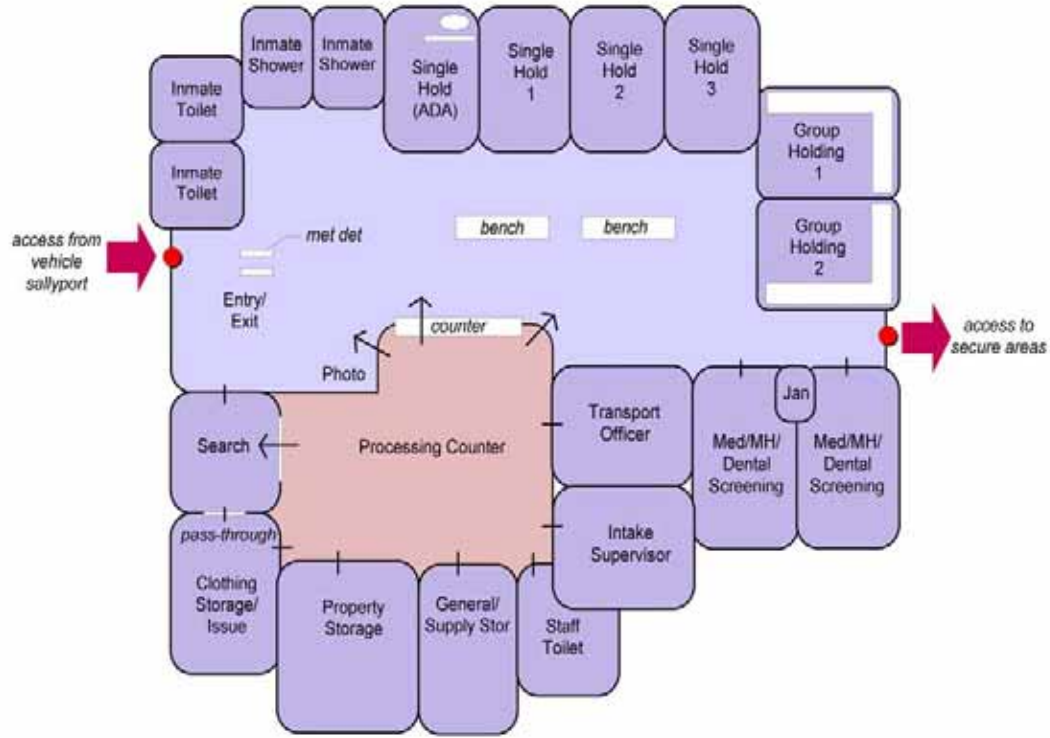 Inmate
Shower
Inmate
Shower
Single
Hold
(ADA)
Single
Hold
1
Single
Hold
2
Single
Hold
3
Inmate
Toilet
Inmate
Toilet
Group
Holding
1
Group
Holding
2
access from
vehicle
sallyport
met det
bench
bench
Entry/
Exit
counter
access to
secure areas
Photo
Jan
Search
Processing Counter
Transport
Officer
Med/MH/
Dental
Screening
Med/MH/
Dental
Screening
pass-through
Intake
Supervisor
Clothing
Storage/
Issue
Property
Storage
General/
Supply Stor
Staff
Toilet